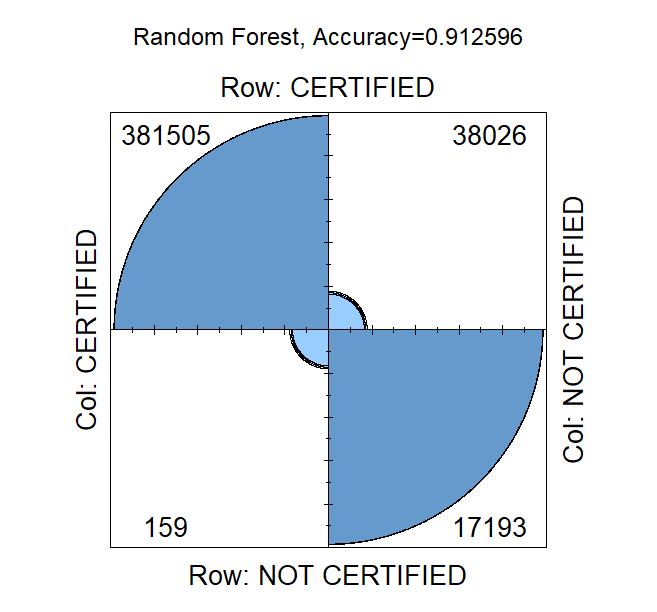 Random Forest, Accuracy=0.912596
Row: CERTIFIED
381505
38026
Col: CERTIFIED
Col: NOT CERTIFIED
159
17193
Row: NOT CERTIFIED